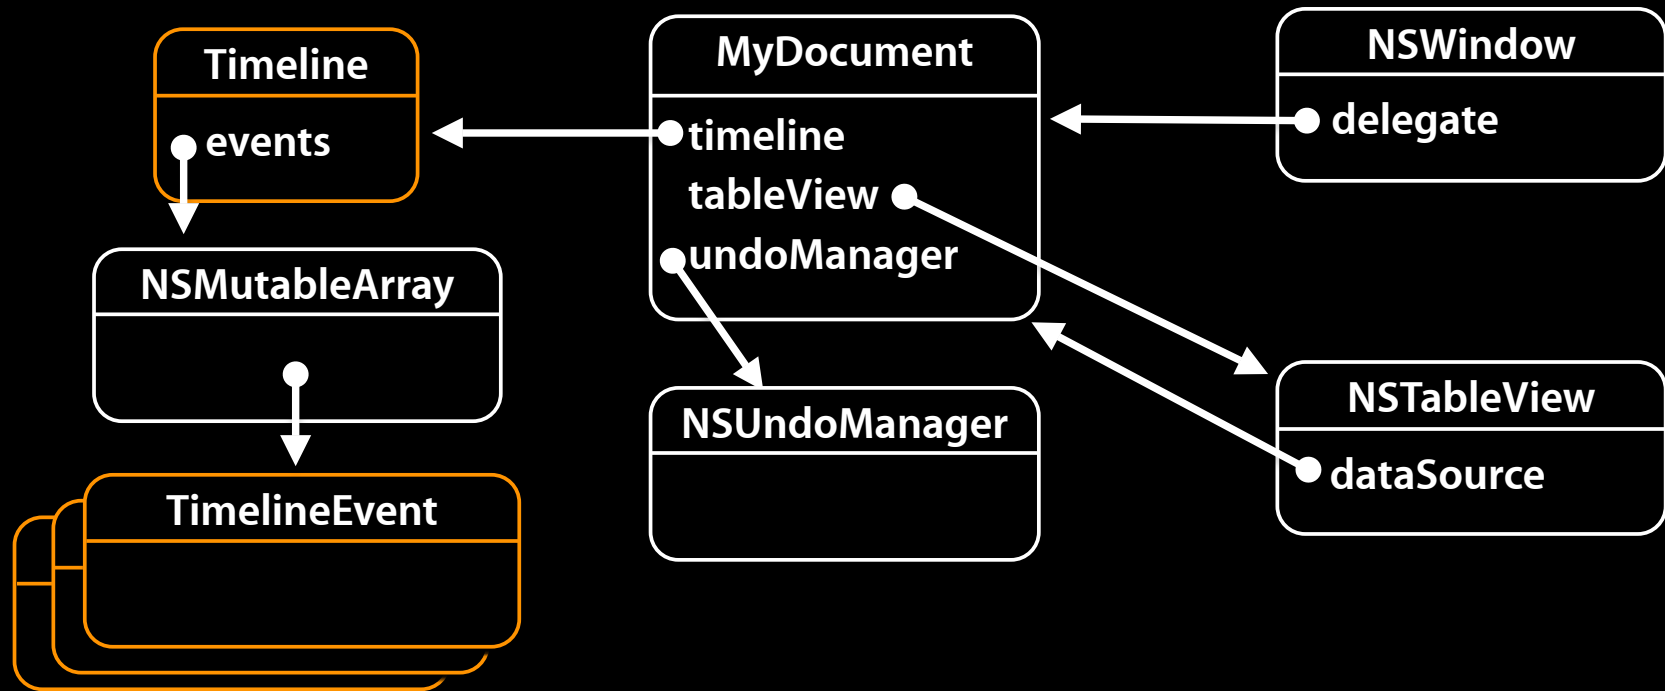 Timeline
events
NSMutableArray
TimelineEvent
MyDocument
timeline
tableView
undoManager
NSUndoManager
NSWindow
delegate
NSTableView
dataSource